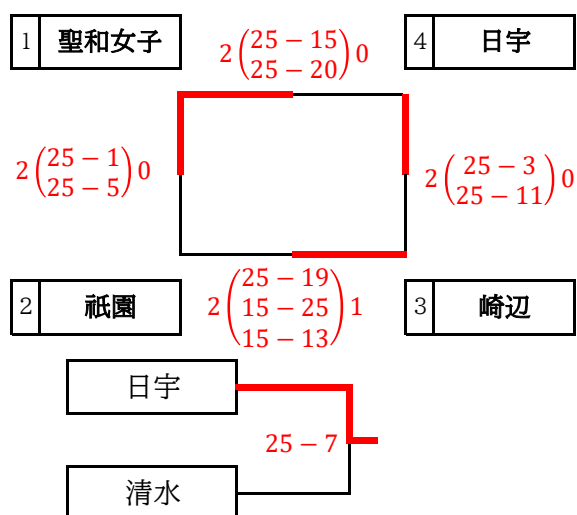 1 聖和女子
2(25 − 15
25 − 20)0
4 日宇
2(25 − 1
25 − 5)0
2(25 − 3
25 − 11)0
2 祇園
2(25 − 19
15 − 25
15 − 13)1
3 崎辺
日宇
25 − 7
清水